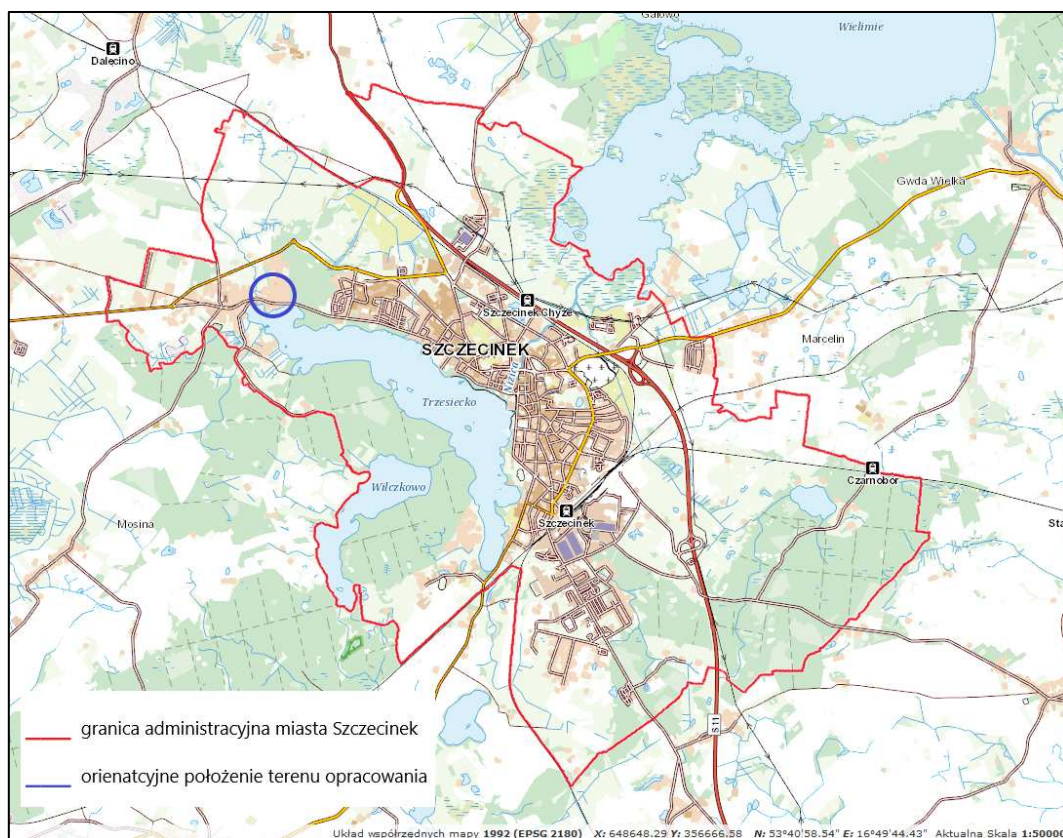 Gałowo
Wielimie
Dalęcino
Gwda Wielka
Szczecinek Chyże
SZCZECINEK
Nizica
Marcelin
Trzesiecko
Wilczkowo
Czarnobór
Mosina
Szczecinek
Sta
S11
granica administracyjna miasta Szczecinek
orienatcyjne położenie terenu opracowania
Układ współrzędnych mapy 1992 (EPSG 2180) X: 648648.29 Y: 356666.58 N: 53°40'58.54" E: 16°49'44.43" Aktualna Skala 1:50000